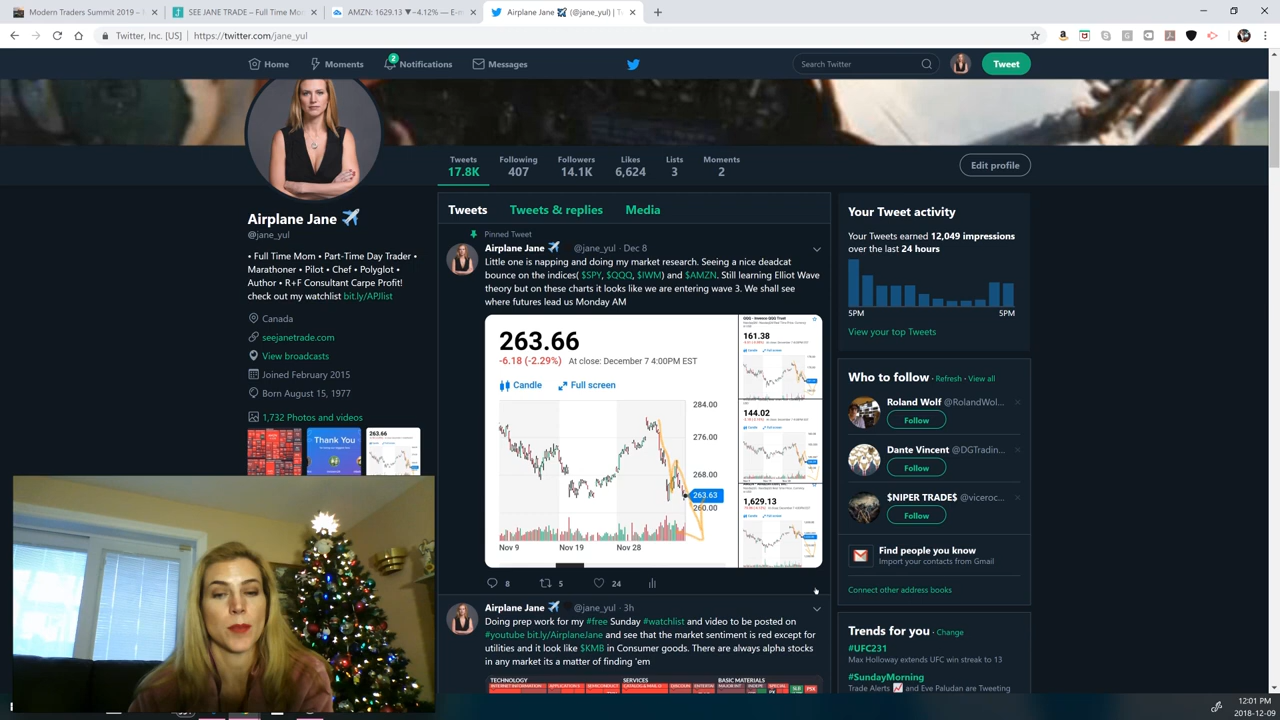 Modern Traders Summit 2019 –
SEE JANE TRADE – Full Time Mo
AMZN: 1629.13 ▼−4.12% — E-m
Airplane Jane ✈ (@jane_yul) | T
Twitter, Inc. [US] | https://twitter.com/jane_yul
Home
Moments
2
Notifications
Messages
Search Twitter
Tweet
Tweets
Following
Followers
Likes
Lists
Moments
17.8K
407
14.1K
6,624
3
2
Edit profile
Airplane Jane ✈
@jane_yul
• Full Time Mom • Part-Time Day Trader •
Marathoner • Pilot • Chef • Polyglot •
Author • R+F Consultant Carpe Profit!
check out my watchlist bit.ly/APJlist
Canada
seejanetrade.com
View broadcasts
Joined February 2015
Born August 15, 1977
1,732 Photos and videos
Thank You
263.66
Tweets
Tweets & replies
Media
Pinned Tweet
Airplane Jane ✈ @jane_yul · Dec 8
Little one is napping and doing my market research. Seeing a nice deadcat
bounce on the indices( $SPY, $QQQ, $IWM) and $AMZN. Still learning Elliot Wave
theory but on these charts it looks like we are entering wave 3. We shall see
where futures lead us Monday AM
263.66
-6.18 (-2.29%) At close: December 7 4:00PM EST
Candle
Full screen
284.00
276.00
268.00
263.63
260.00
Nov 9
Nov 19
Nov 28
161.38
144.02
1,629.13
8
5
24
Airplane Jane ✈ @jane_yul · 3h
Doing prep work for my #free Sunday #watchlist and video to be posted on
#youtube bit.ly/AirplaneJane and see that the market sentiment is red except for
utilities and it look like $KMB in Consumer goods. There are always alpha stocks
in any market its a matter of finding 'em
TECHNOLOGY
SERVICES
BASIC MATERIALS
Your Tweet activity
Your Tweets earned 12,049 impressions
over the last 24 hours
5PM
5PM
View your top Tweets
Who to follow · Refresh · View all
Roland Wolf @RolandWol...
Follow
Dante Vincent @DGTradin...
Follow
$NIPER TRADE$ @viceroc...
Follow
Find people you know
Import your contacts from Gmail
Connect other address books
Trends for you · Change
#UFC231
Max Holloway extends UFC win streak to 13
#SundayMorning
Trade Alerts 📈 and Eve Paludan are Tweeting
12:01 PM
2018-12-09